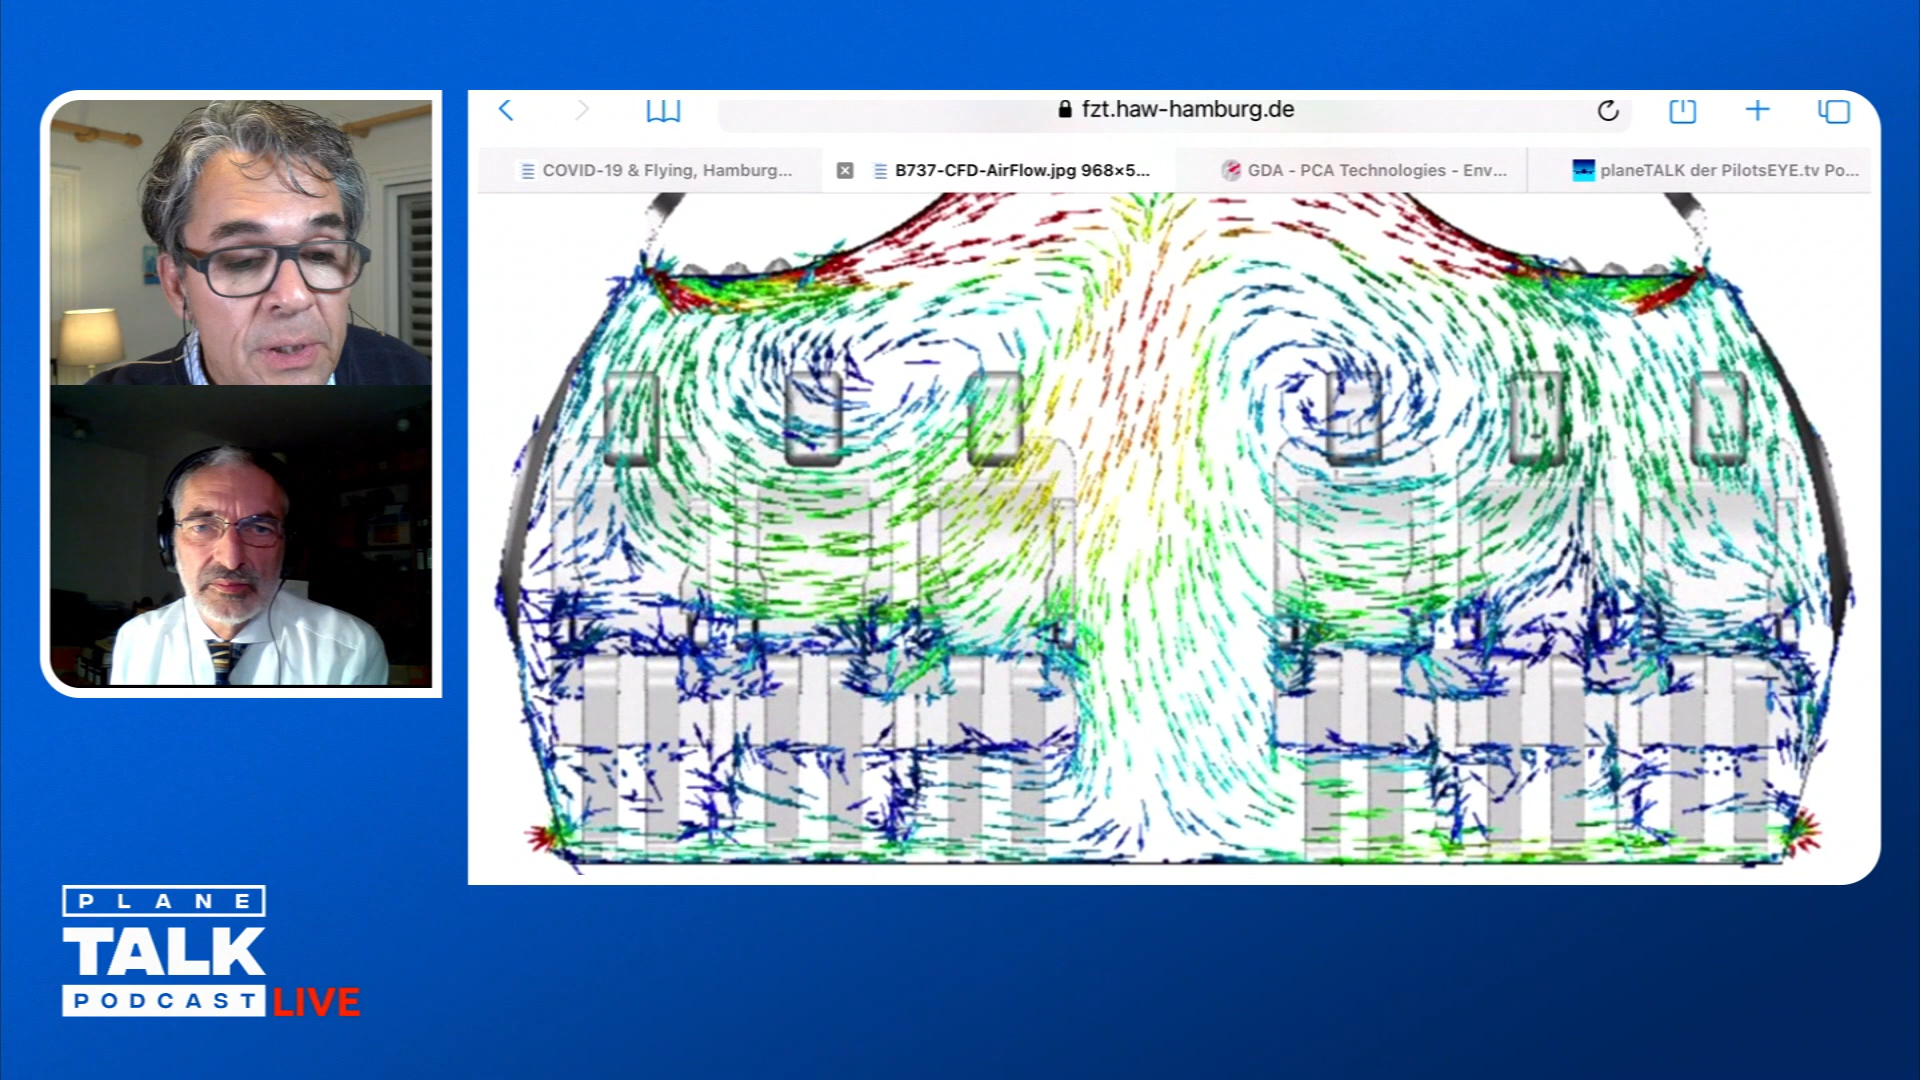 fzt.haw-hamburg.de
COVID-19 & Flying, Hamburg...
B737-CFD-AirFlow.jpg 968×5...
GDA - PCA Technologies - Env...
planeTALK der PilotsEYE.tv Po...
PLANE
TALK
PODCAST LIVE